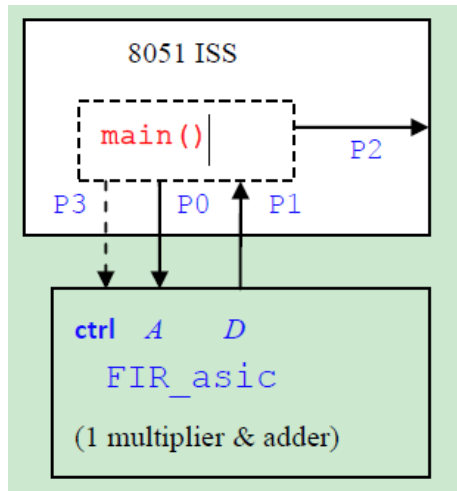 8051 ISS
main()
P2
P3 P0 P1
ctrl A D
FIR_asic
(1 multiplier & adder)